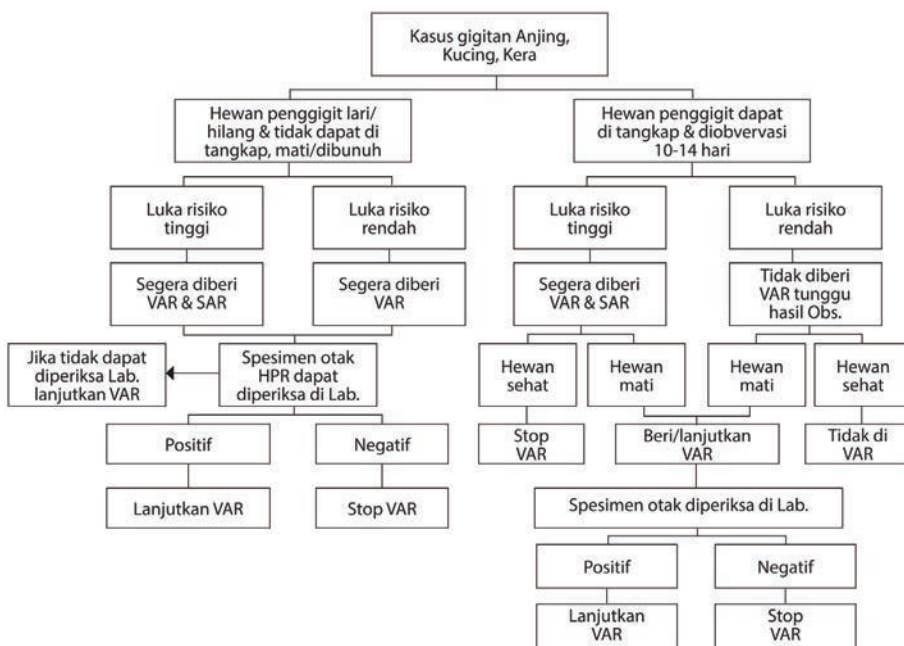 Kasus gigitan Anjing,
Kucing, Kera
Hewan penggigit lari/
hilang & tidak dapat di
tangkap, mati/dibunuh
Hewan penggigit dapat
di tangkap & diobvervasi
10-14 hari
Luka risiko
tinggi
Luka risiko
rendah
Luka risiko
tinggi
Luka risiko
rendah
Segera diberi
VAR & SAR
Segera diberi
VAR
Segera diberi
VAR & SAR
Tidak diberi
VAR tunggu
hasil Obs.
Jika tidak dapat
diperiksa Lab.
lanjutkan VAR
Spesimen otak
HPR dapat
diperiksa di Lab.
Hewan
sehat
Hewan
mati
Hewan
mati
Hewan
sehat
Positif
Negatif
Stop
VAR
Beri/lanjutkan
VAR
Tidak di
VAR
Lanjutkan VAR
Stop VAR
Spesimen otak diperiksa di Lab.
Positif
Negatif
Lanjutkan
VAR
Stop
VAR